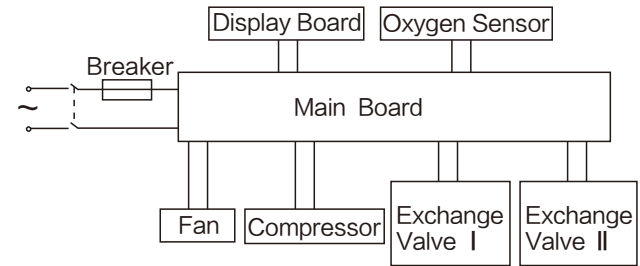 Display Board
Oxygen Sensor
Breaker
~
Main Board
Fan
Compressor
Exchange
Valve Ⅰ
Exchange
Valve Ⅱ